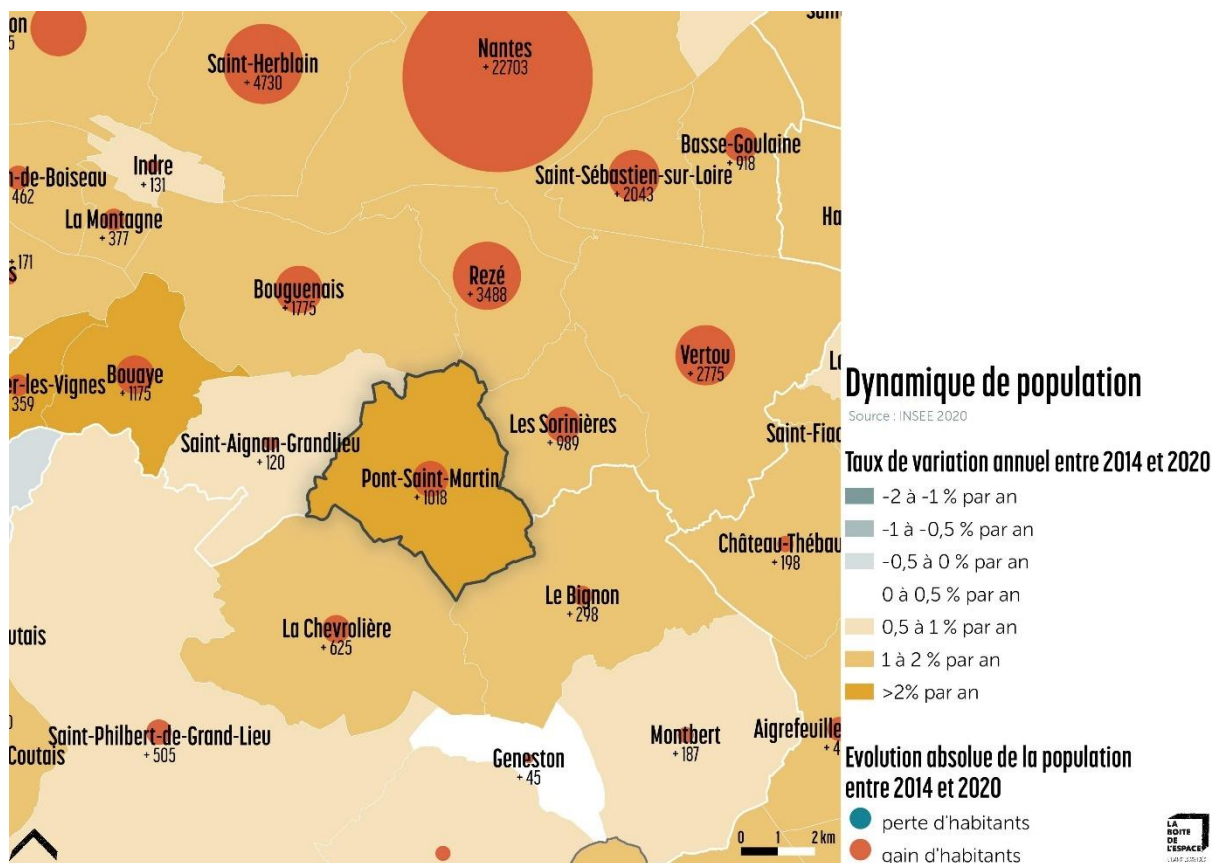 Saint-Herblain
+ 4730
Nantes
+ 22703
Basse-Goulaine
+ 918
Saint-Sébastien-sur-Loire
+ 2043
Indre
+ 131
n-de-Boiseau
462
La Montagne
+ 377
+ 171
s
Ha
Bouguenais
+ 1775
Rezé
+ 3488
Vertou
+ 2775
er-les-Vignes
359
Bouaye
+ 1175
Saint-Aignan-Grandlieu
+ 120
Les Sorinières
+ 989
Saint-Fiac
Pont-Saint-Martin
+ 1018
Château-Thébau
+ 198
Le Bignon
+ 298
La Chevrolière
+ 625
utais
Saint-Philbert-de-Grand-Lieu
+ 505
Coutais
Geneston
+ 45
Montbert
+ 187
Aigrefeuille
+ 4
0 1 2 km
Dynamique de population
Source : INSEE 2020
Taux de variation annuel entre 2014 et 2020
-2 à -1 % par an
-1 à -0,5 % par an
-0,5 à 0 % par an
0 à 0,5 % par an
0,5 à 1 % par an
1 à 2 % par an
>2% par an
Evolution absolue de la population
entre 2014 et 2020
perte d'habitants
gain d'habitants
LA
BOITE
DE
L'ESPACE